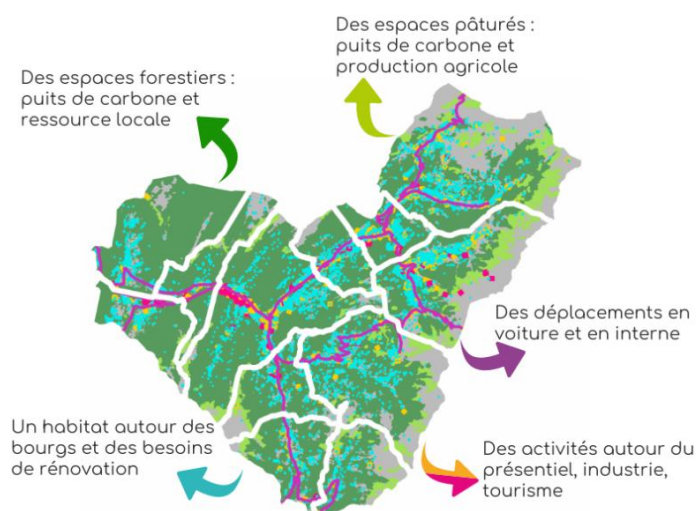 Des espaces pâturés :
puits de carbone et
production agricole
Des espaces forestiers :
puits de carbone et
ressource locale
Des déplacements en
voiture et en interne
Un habitat autour des
bourgs et des besoins
de rénovation
Des activités autour du
présentiel, industrie,
tourisme